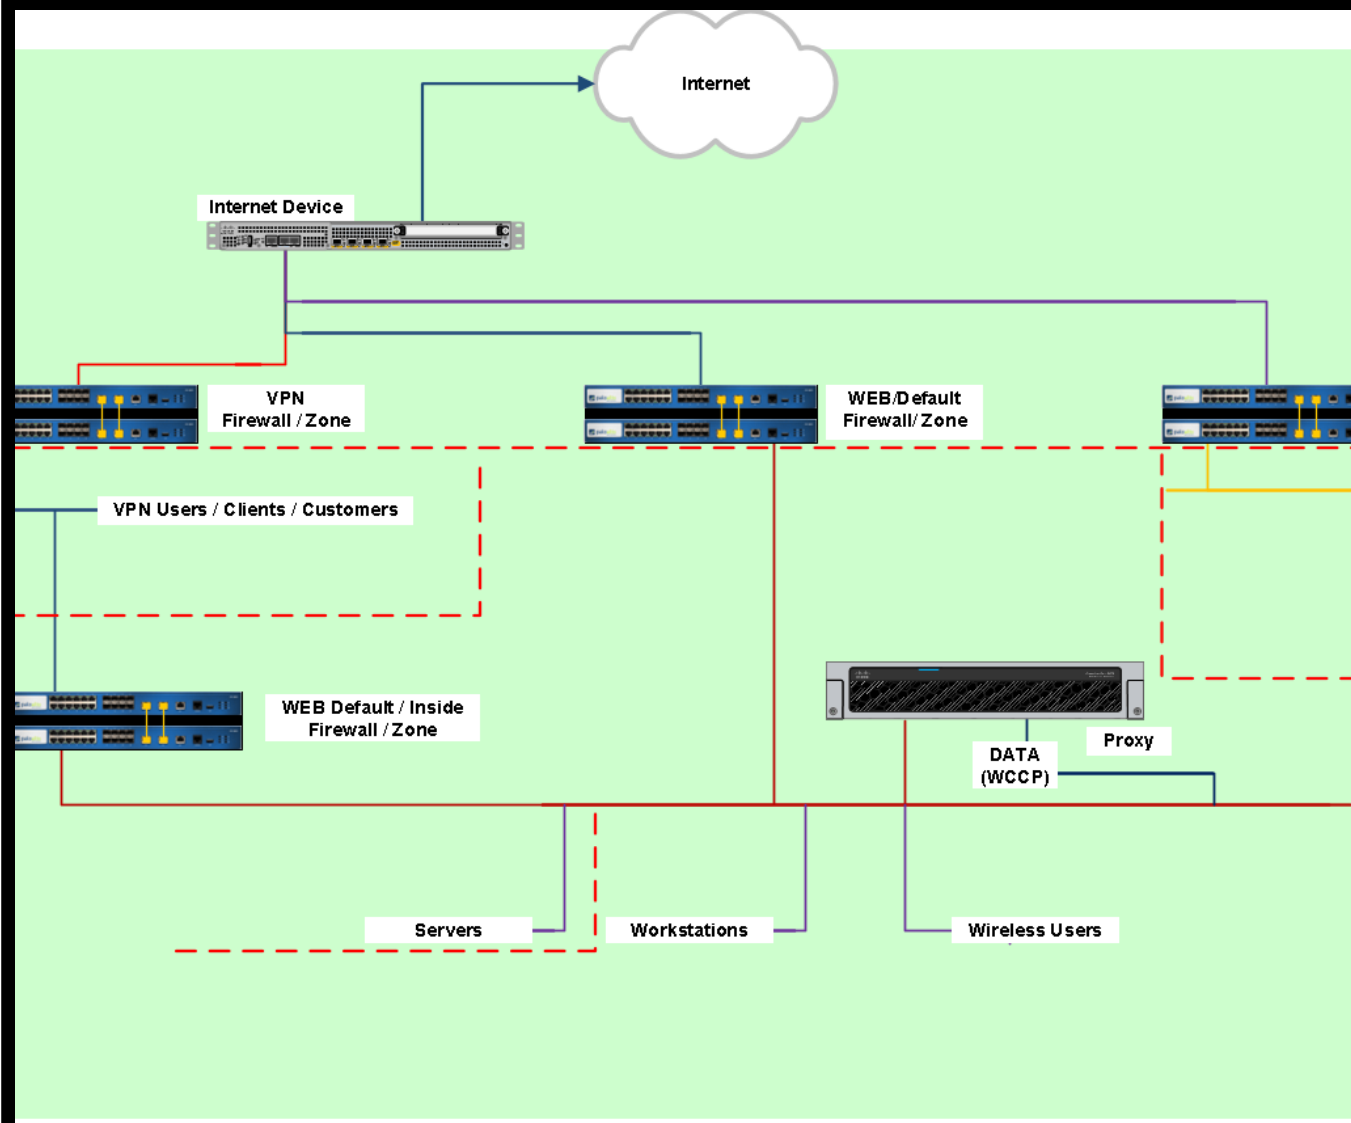 Internet
Internet Device
VPN
Firewall / Zone
WEB/Default
Firewall/ Zone
VPN Users / Clients / Customers
WEB Default / Inside
Firewall / Zone
Proxy
DATA
(WCCP)
Servers
Workstations
Wireless Users